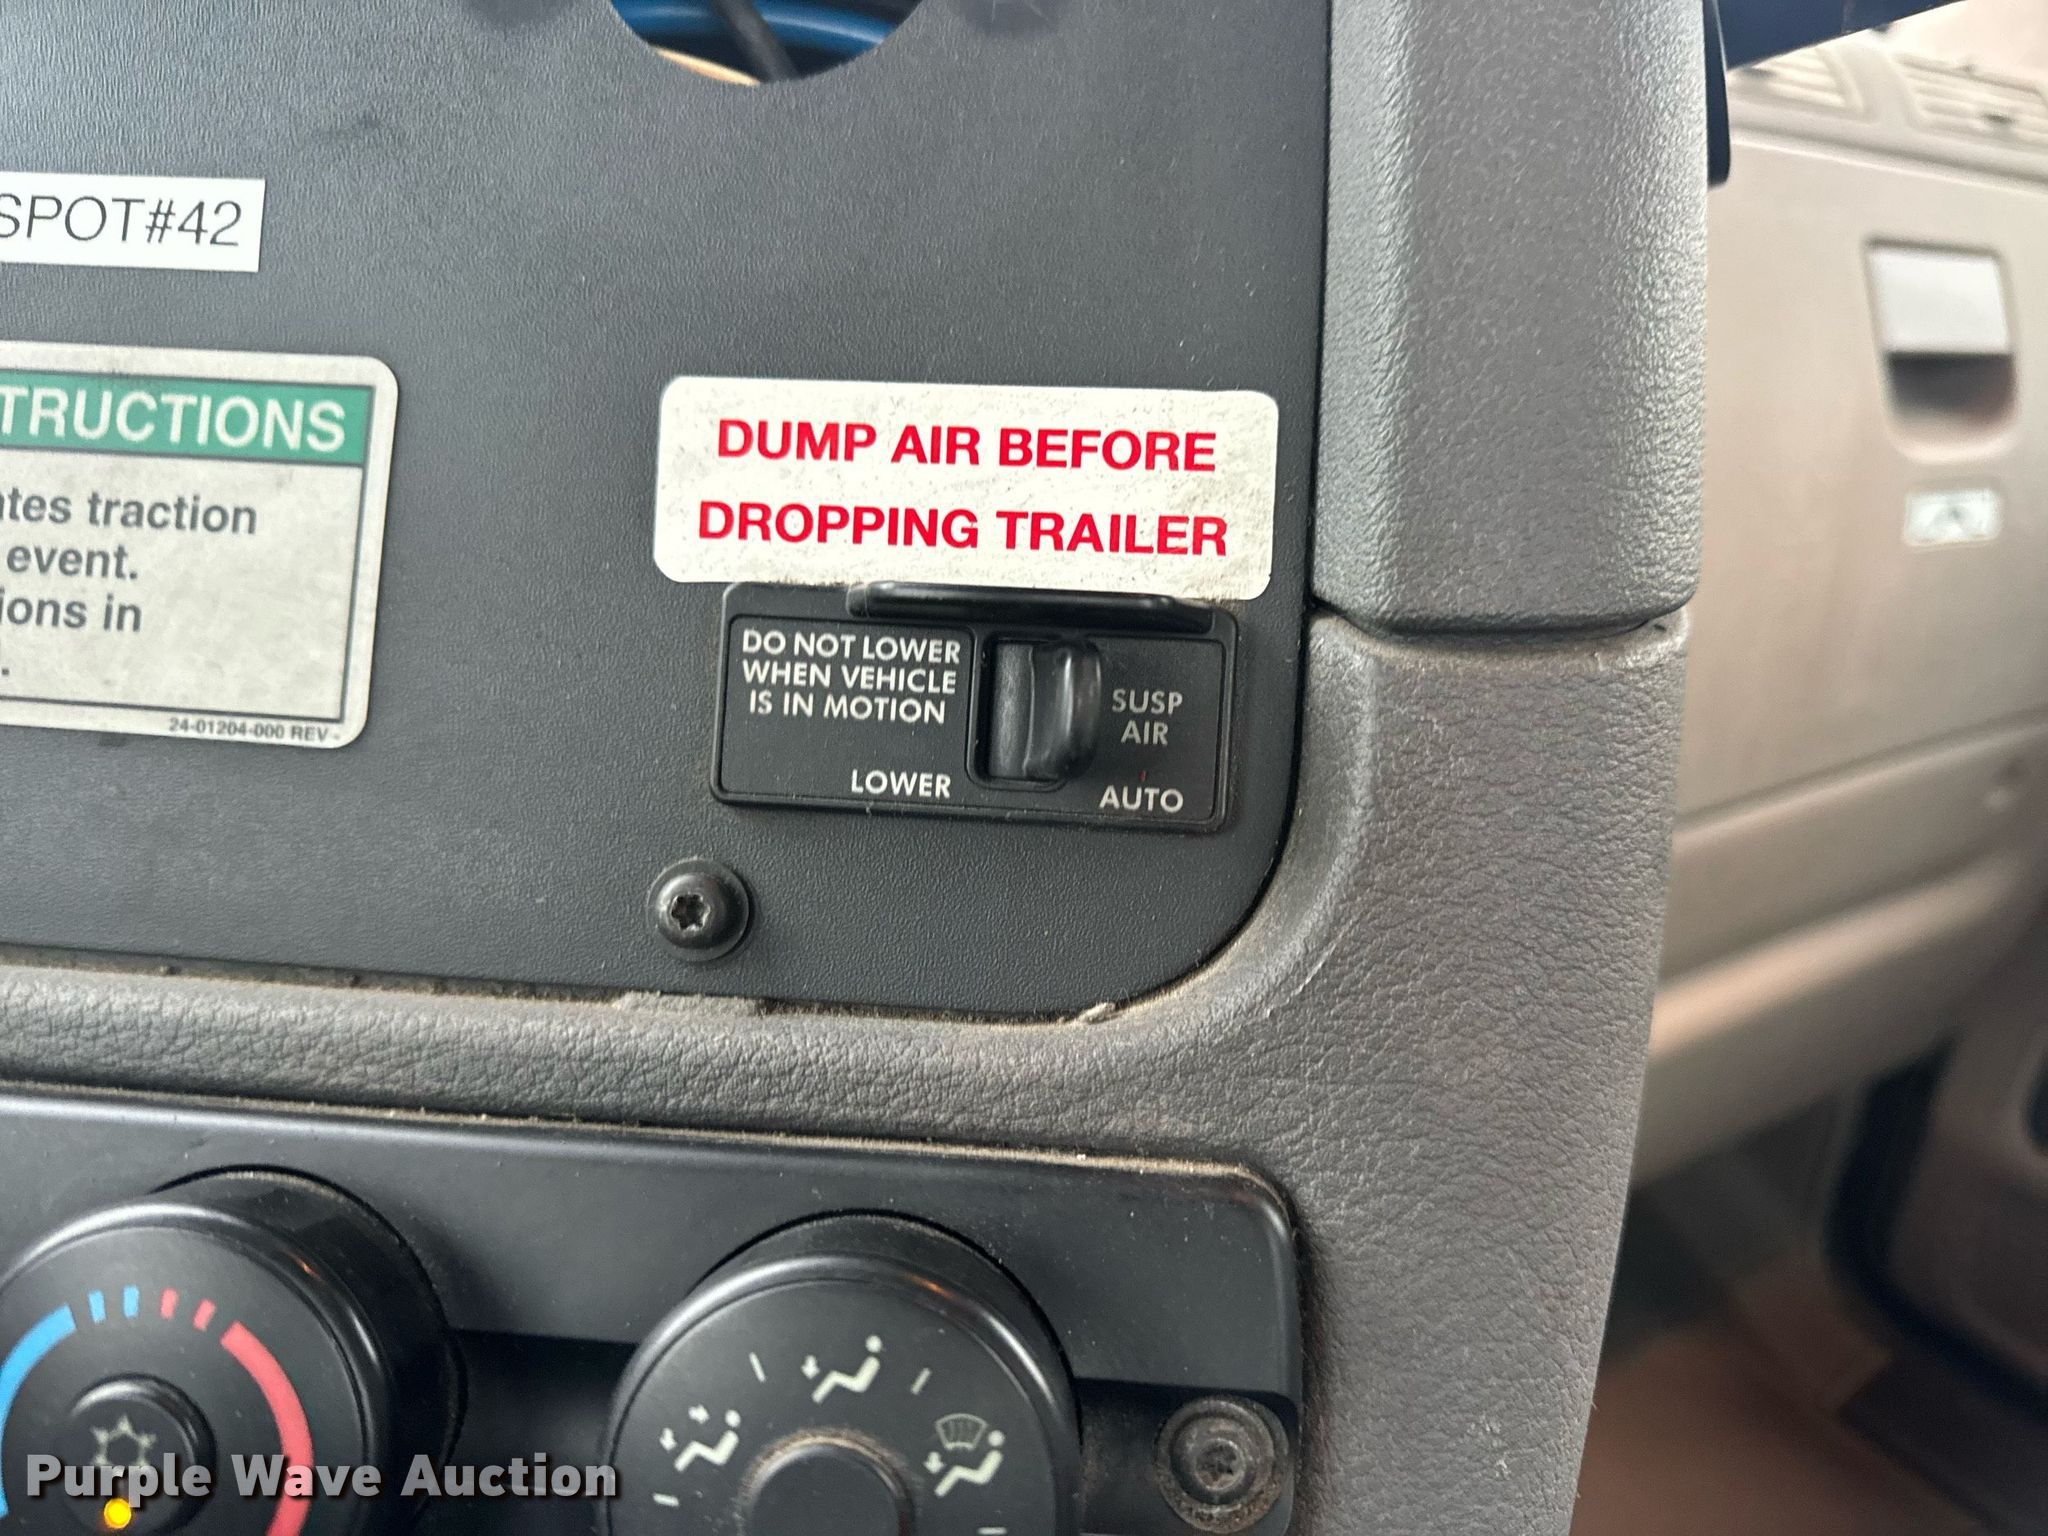 SPOT#42
TRUCTIONS
tes traction
event.
ions in
24-01204-000 REV -
DUMP AIR BEFORE
DROPPING TRAILER
DO NOT LOWER
WHEN VEHICLE
IS IN MOTION
LOWER
SUSP
AIR
AUTO
Purple Wave Auction